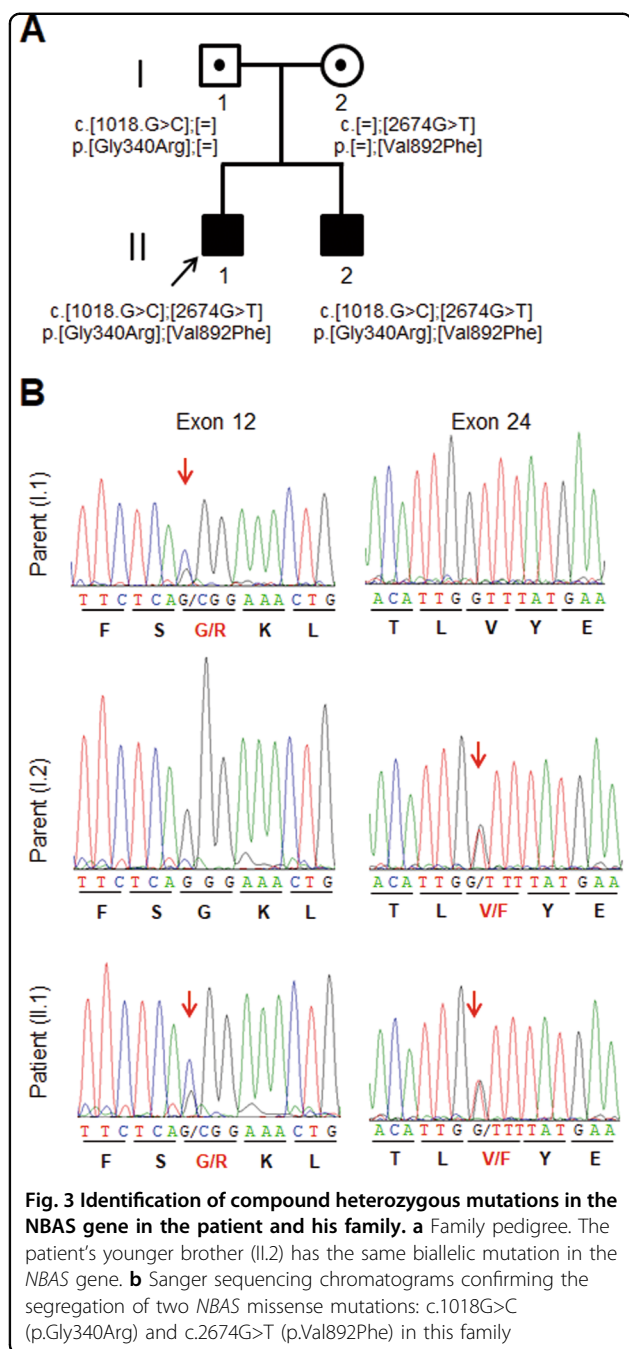 A
I
1 2
c.[1018.G>C];[=] c.[=];[2674G>T]
p.[Gly340Arg];[=] p.[=];[Val892Phe]
II
1 2
c.[1018.G>C];[2674G>T] c.[1018.G>C];[2674G>T]
p.[Gly340Arg];[Val892Phe] p.[Gly340Arg];[Val892Phe]
B
Exon 12 Exon 24
Parent (I.1)
T T C T C A G/C G G A A A C T G A C A T T G G T T T A T G A A
F S G/R K L T L V Y E
Parent (I.2)
T T C T C A G G G A A A C T G A C A T T G G/T T T T A T G A A
F S G K L T L V/F Y E
Patient (II.1)
T T C T C A G/C G G A A A C T G A C A T T G G/T T T T A T G A A
F S G/R K L T L V/F Y E
Fig. 3 Identification of compound heterozygous mutations in the
NBAS gene in the patient and his family. a Family pedigree. The
patient's younger brother (II.2) has the same biallelic mutation in the
NBAS gene. b Sanger sequencing chromatograms confirming the
segregation of two NBAS missense mutations: c.1018G>C
(p.Gly340Arg) and c.2674G>T (p.Val892Phe) in this family